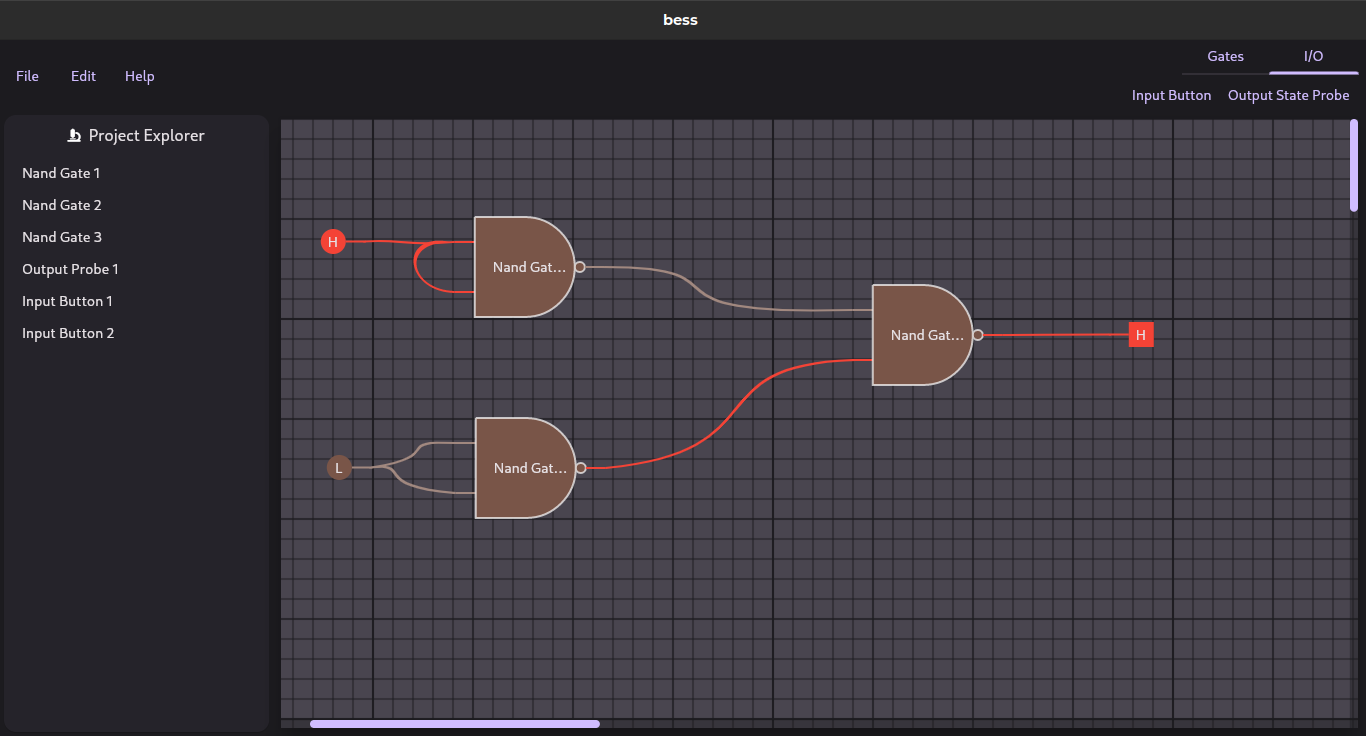 bess
File Edit Help
Gates I/O
Input Button Output State Probe
Project Explorer
Nand Gate 1
Nand Gate 2
Nand Gate 3
Output Probe 1
Input Button 1
Input Button 2
H
Nand Gat...
Nand Gat...
H
L
Nand Gat...